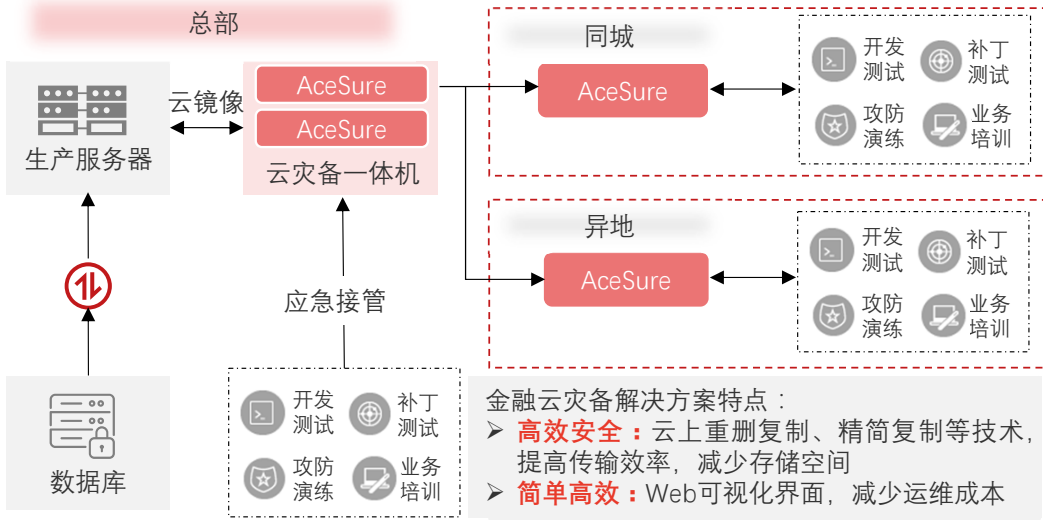 总部
生产服务器
云镜像
AceSure
AceSure
云灾备一体机
应急接管
数据库
开发
测试
补丁
测试
攻防
演练
业务
培训
同城
AceSure
开发
测试
补丁
测试
攻防
演练
业务
培训
异地
AceSure
开发
测试
补丁
测试
攻防
演练
业务
培训
金融云灾备解决方案特点：
➢ 高效安全：云上重删复制、精简复制等技术，
提高传输效率，减少存储空间
➢ 简单高效：Web可视化界面，减少运维成本